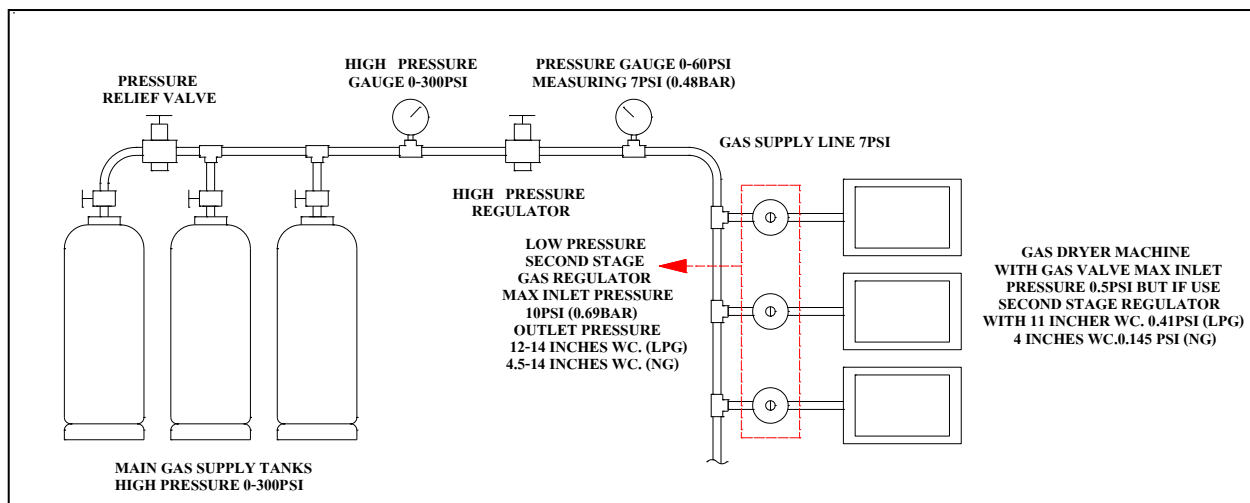 PRESSURE
RELIEF VALVE
HIGH PRESSURE
GAUGE 0-300PSI
PRESSURE GAUGE 0-60PSI
MEASURING 7PSI (0.48BAR)
GAS SUPPLY LINE 7PSI
HIGH PRESSURE
REGULATOR
LOW PRESSURE
SECOND STAGE
GAS REGULATOR
MAX INLET PRESSURE
10PSI (0.69BAR)
OUTLET PRESSURE
12-14 INCHES WC. (LPG)
4.5-14 INCHES WC. (NG)
GAS DRYER MACHINE
WITH GAS VALVE MAX INLET
PRESSURE 0.5PSI BUT IF USE
SECOND STAGE REGULATOR
WITH 11 INCHER WC. 0.41PSI (LPG)
4 INCHES WC.0.145 PSI (NG)
MAIN GAS SUPPLY TANKS
HIGH PRESSURE 0-300PSI